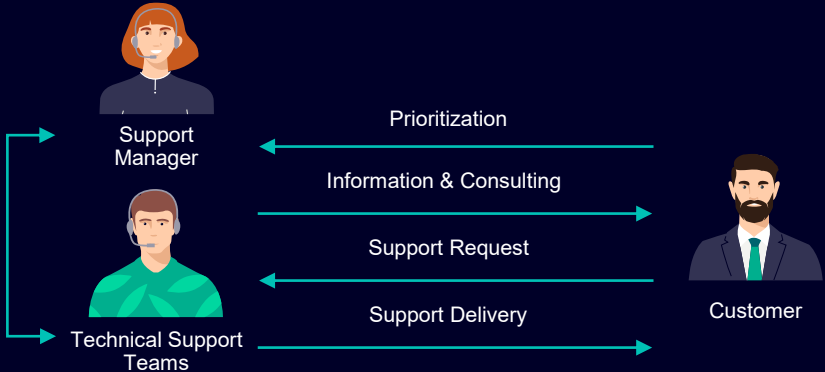 Support
Manager
Prioritization
Information & Consulting
Support Request
Support Delivery
Technical Support
Teams
Customer